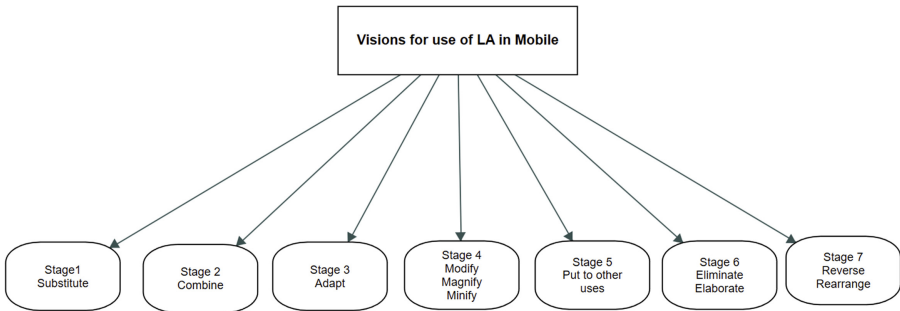 Visions for use of LA in Mobile
Stage1
Substitute
Stage 2
Combine
Stage 3
Adapt
Stage 4
Modify
Magnify
Minify
Stage 5
Put to other
uses
Stage 6
Eliminate
Elaborate
Stage 7
Reverse
Rearrange